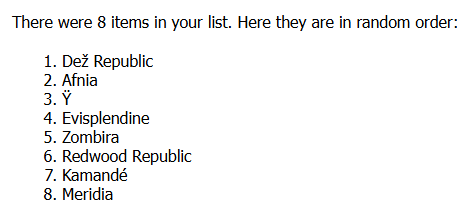 There were 8 items in your list. Here they are in random order:
1. Dež Republic
2. Afnia
3. Ÿ
4. Evisplendine
5. Zombira
6. Redwood Republic
7. Kamandé
8. Meridia